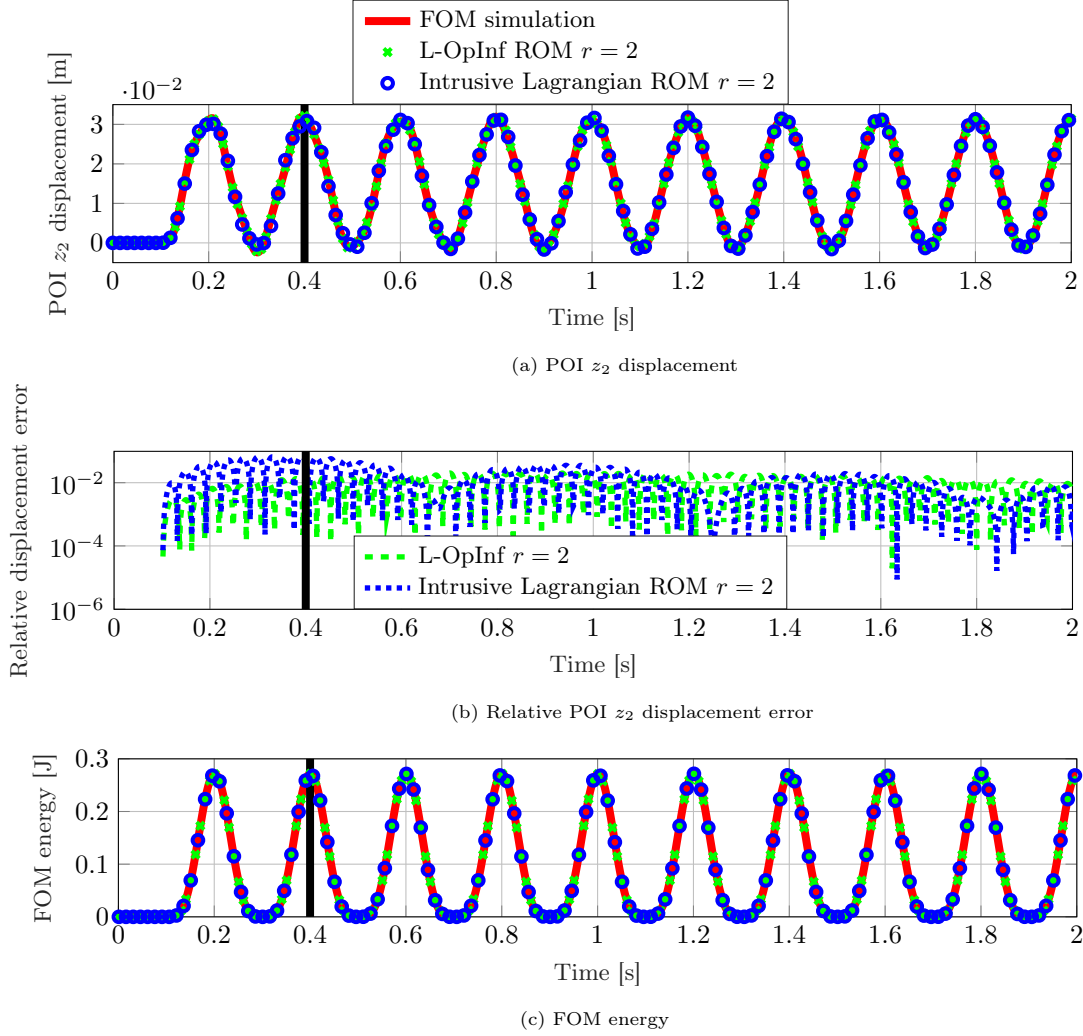 FOM simulation
L-OpInf ROM r = 2
Intrusive Lagrangian ROM r = 2
·10−2
POI z2 displacement [m]
3
2
1
0
0 0.2 0.4 0.6 0.8 1 1.2 1.4 1.6 1.8 2
Time [s]
(a) POI z2 displacement
Relative displacement error
10−2
10−4
10−6
L-OpInf r = 2
Intrusive Lagrangian ROM r = 2
0 0.2 0.4 0.6 0.8 1 1.2 1.4 1.6 1.8 2
Time [s]
(b) Relative POI z2 displacement error
FOM energy [J]
0.3
0.2
0.1
0
0 0.2 0.4 0.6 0.8 1 1.2 1.4 1.6 1.8 2
Time [s]
(c) FOM energy